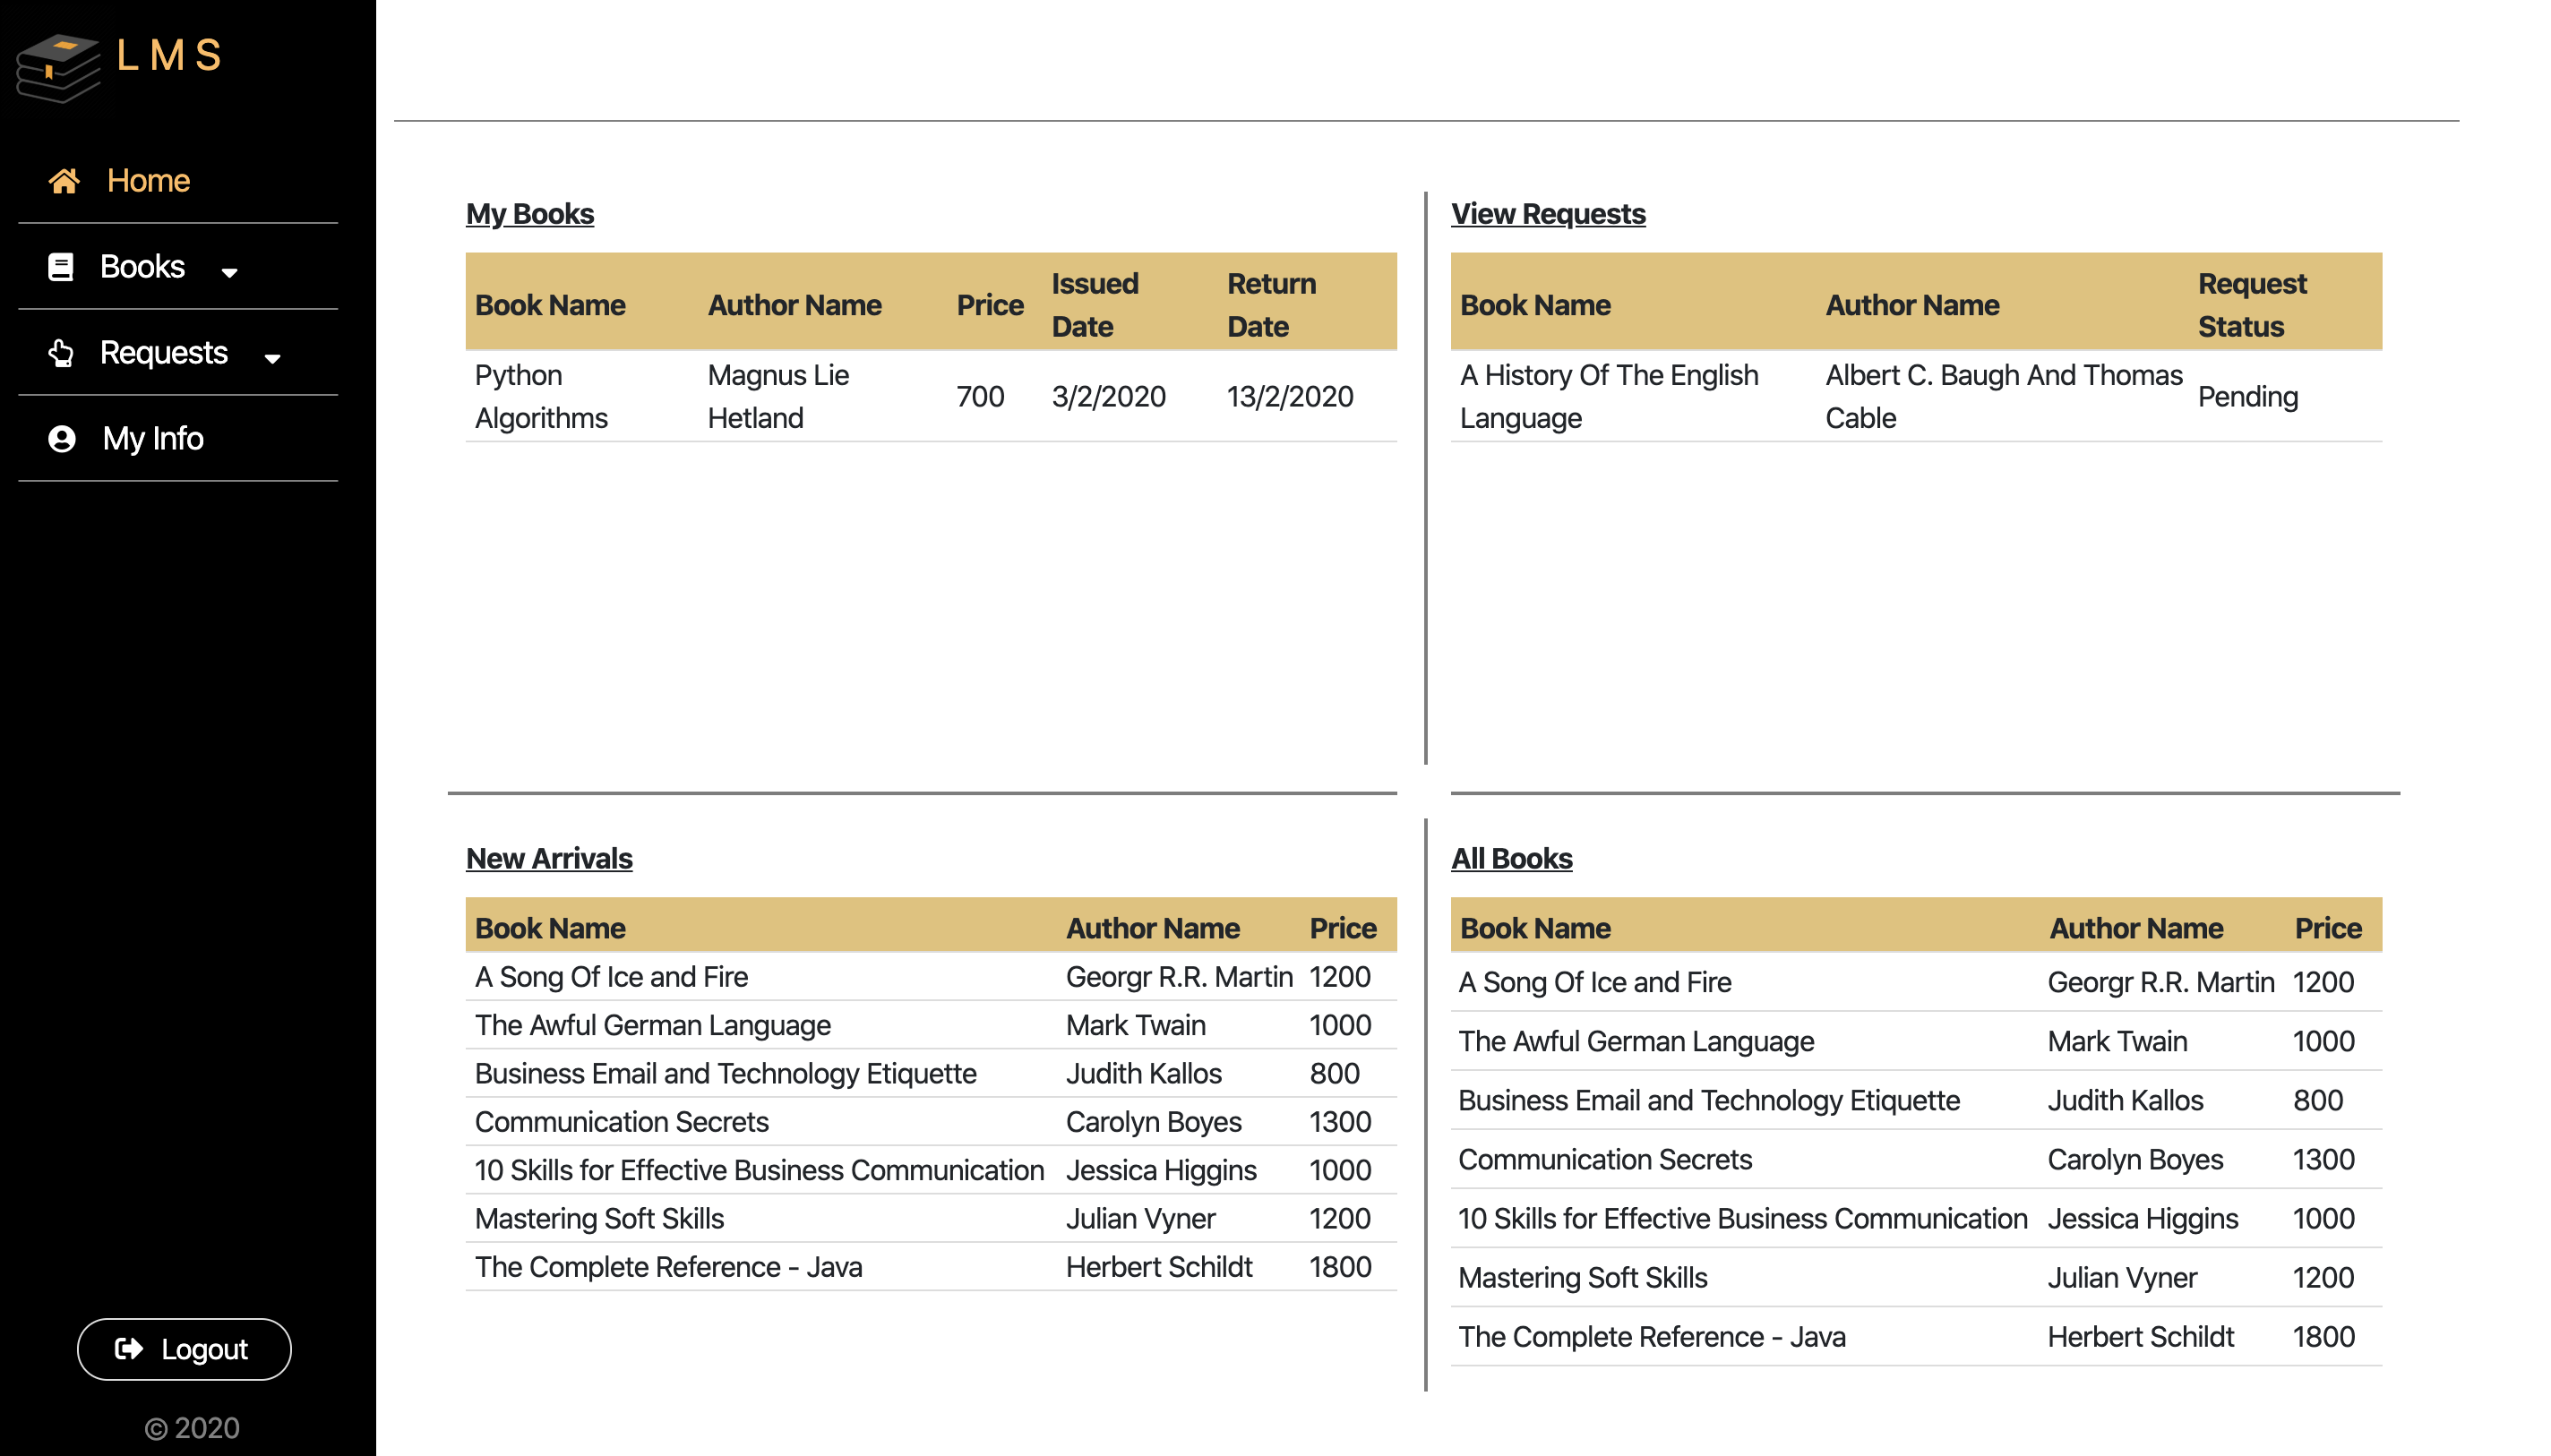 L M S
Home
Books
Requests
My Info
Logout
© 2020
My Books
Book Name Author Name Price Issued Date Return Date
Python Algorithms Magnus Lie Hetland 700 3/2/2020 13/2/2020
View Requests
Book Name Author Name Request Status
A History Of The English Language Albert C. Baugh And Thomas Cable Pending
New Arrivals
Book Name Author Name Price
A Song Of Ice and Fire Georgr R.R. Martin 1200
The Awful German Language Mark Twain 1000
Business Email and Technology Etiquette Judith Kallos 800
Communication Secrets Carolyn Boyes 1300
10 Skills for Effective Business Communication Jessica Higgins 1000
Mastering Soft Skills Julian Vyner 1200
The Complete Reference - Java Herbert Schildt 1800
All Books
Book Name Author Name Price
A Song Of Ice and Fire Georgr R.R. Martin 1200
The Awful German Language Mark Twain 1000
Business Email and Technology Etiquette Judith Kallos 800
Communication Secrets Carolyn Boyes 1300
10 Skills for Effective Business Communication Jessica Higgins 1000
Mastering Soft Skills Julian Vyner 1200
The Complete Reference - Java Herbert Schildt 1800